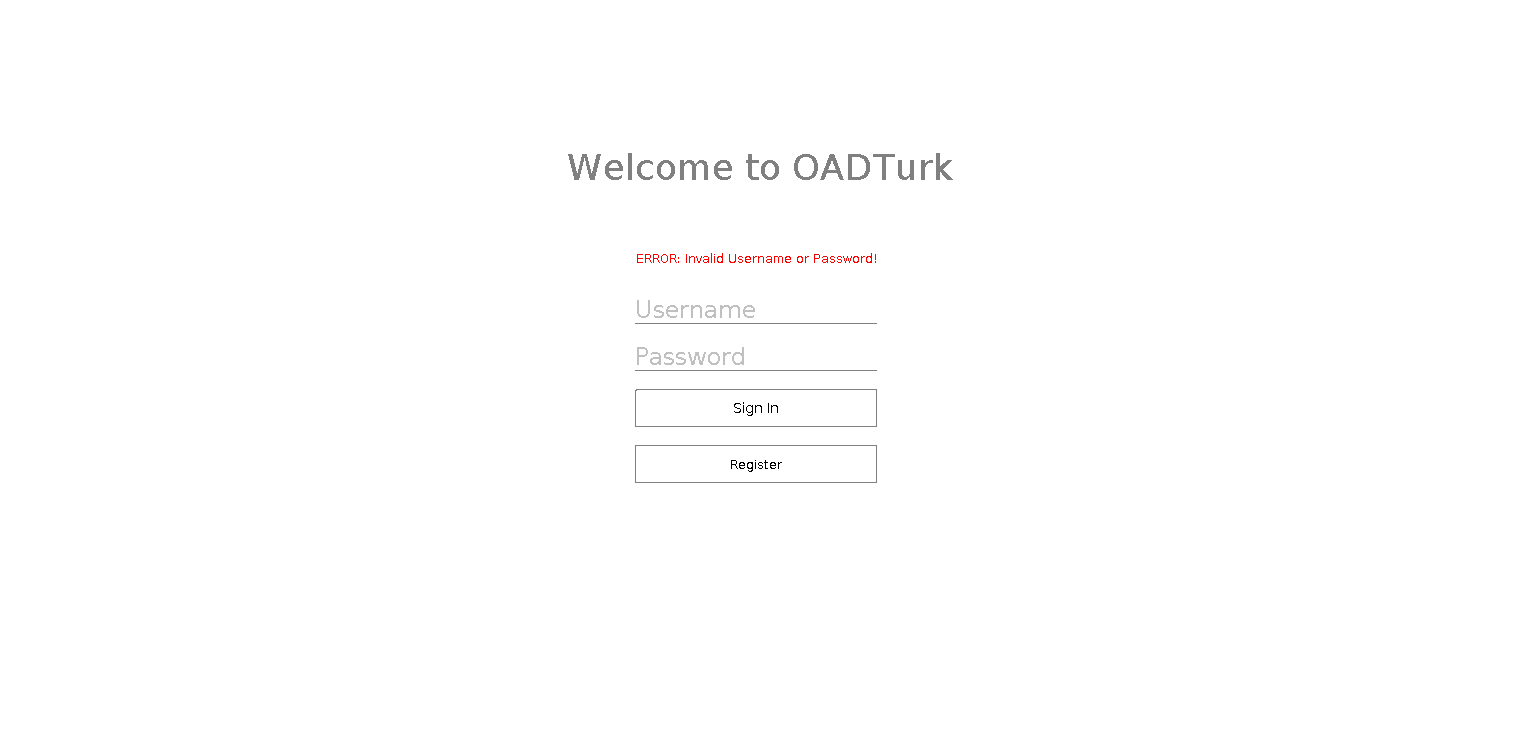 Welcome to OADTurk
ERROR: Invalid Username or Password!
Username
Password
Sign In
Register